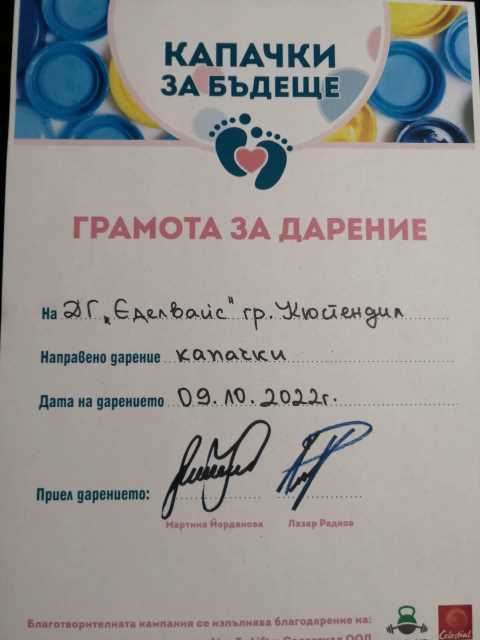 КАПАЧКИ
ЗА БЪДЕЩЕ
ГРАМОТА ЗА ДАРЕНИЕ
На ДГ „Еделвайс" гр. Кюстендил
Направено дарение капачки
Дата на дарението 09.10.2022г.
Приел дарението:
Мартина Йорданова Лазар Радков
Благотворителната кампания се изпълнява благодарение на:
Celestial